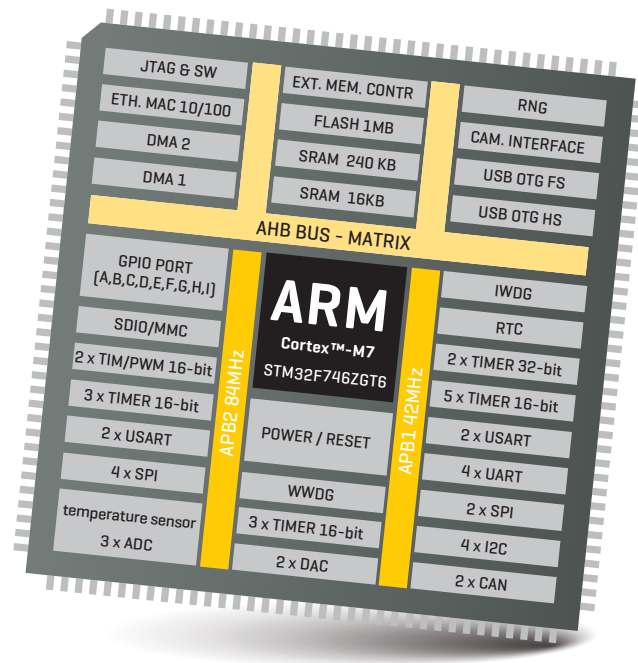 JTAG & SW
ETH. MAC 10/100
DMA 2
DMA 1
EXT. MEM. CONTR
FLASH 1MB
SRAM 240 KB
SRAM 16KB
RNG
CAM. INTERFACE
USB OTG FS
USB OTG HS
AHB BUS - MATRIX
GPIO PORT
(A,B,C,D,E,F,G,H,I)
SDIO/MMC
2 x TIM/PWM 16-bit
3 x TIMER 16-bit
2 x USART
4 x SPI
temperature sensor
3 x ADC
APB2 84MHz
ARM
Cortex™-M7
STM32F746ZGT6
POWER / RESET
WWDG
3 x TIMER 16-bit
2 x DAC
APB1 42MHz
IWDG
RTC
2 x TIMER 32-bit
5 x TIMER 16-bit
2 x USART
4 x UART
2 x SPI
4 x I2C
2 x CAN